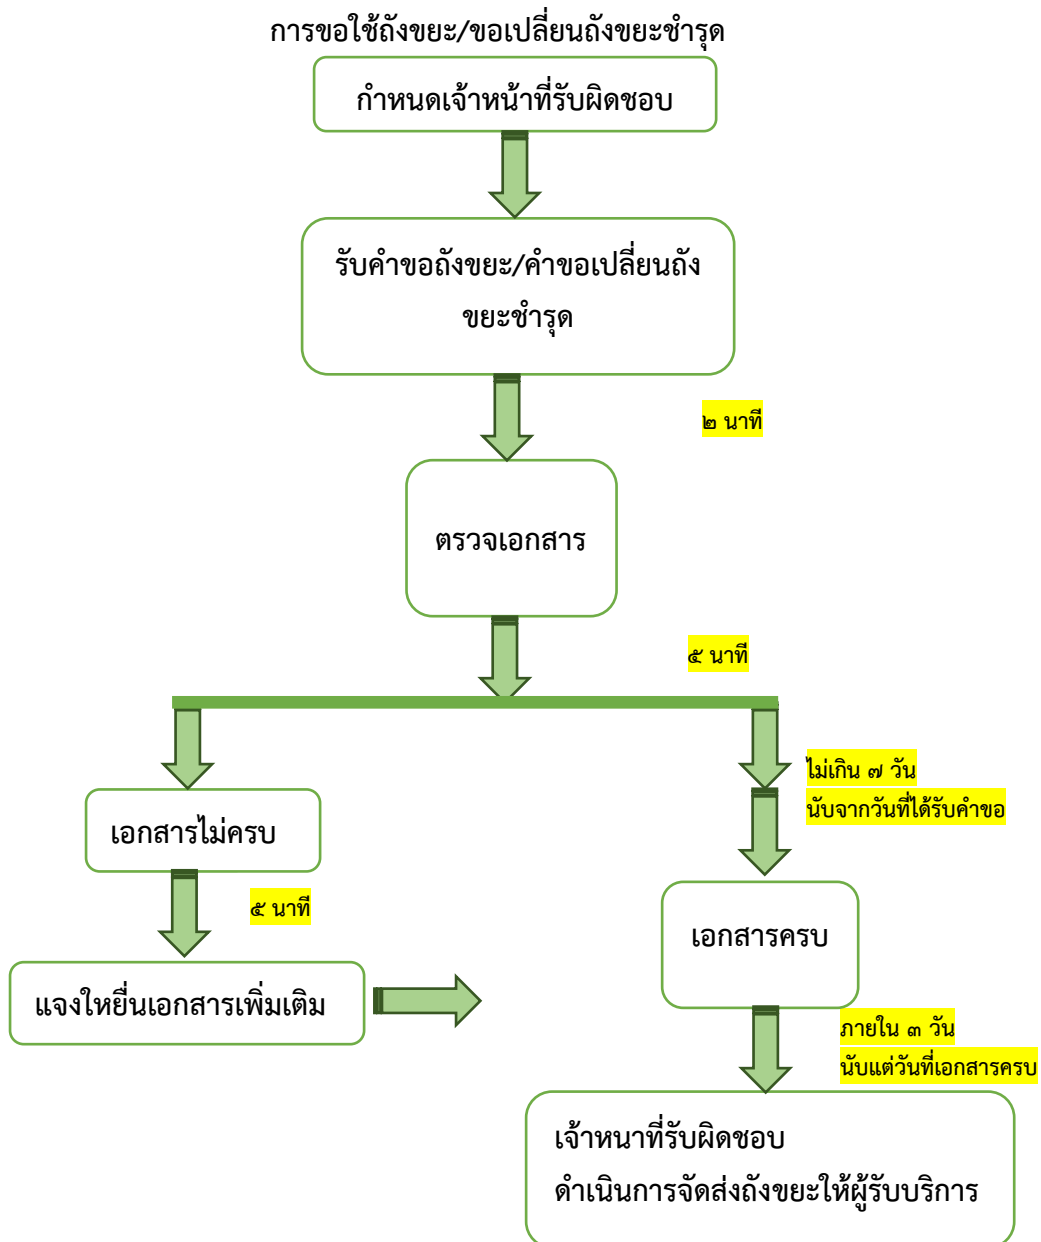 การขอใช้ถังขยะ/ขอเปลี่ยนถังขยะชำรุด
กำหนดเจ้าหน้าที่รับผิดชอบ
รับคำขอถังขยะ/คำขอเปลี่ยนถัง
ขยะชำรุด
๒ นาที
ตรวจเอกสาร
๕ นาที
ไม่เกิน ๗ วัน
นับจากวันที่ได้รับคำขอ
เอกสารไม่ครบ
๕ นาที
เอกสารครบ
แจงใหยื่นเอกสารเพิ่มเติม
ภายใน ๓ วัน
นับแต่วันที่เอกสารครบ
เจ้าหนาที่รับผิดชอบ
ดำเนินการจัดส่งถังขยะให้ผู้รับบริการ